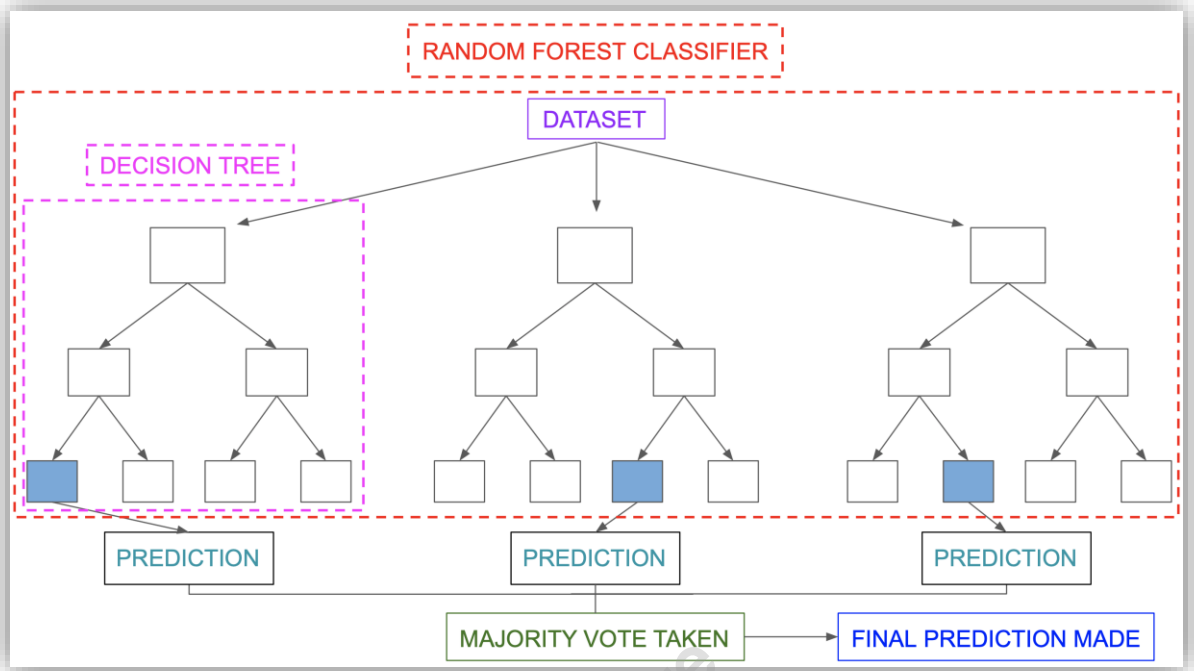 RANDOM FOREST CLASSIFIER
DATASET
DECISION TREE
PREDICTION
PREDICTION
PREDICTION
MAJORITY VOTE TAKEN
FINAL PREDICTION MADE